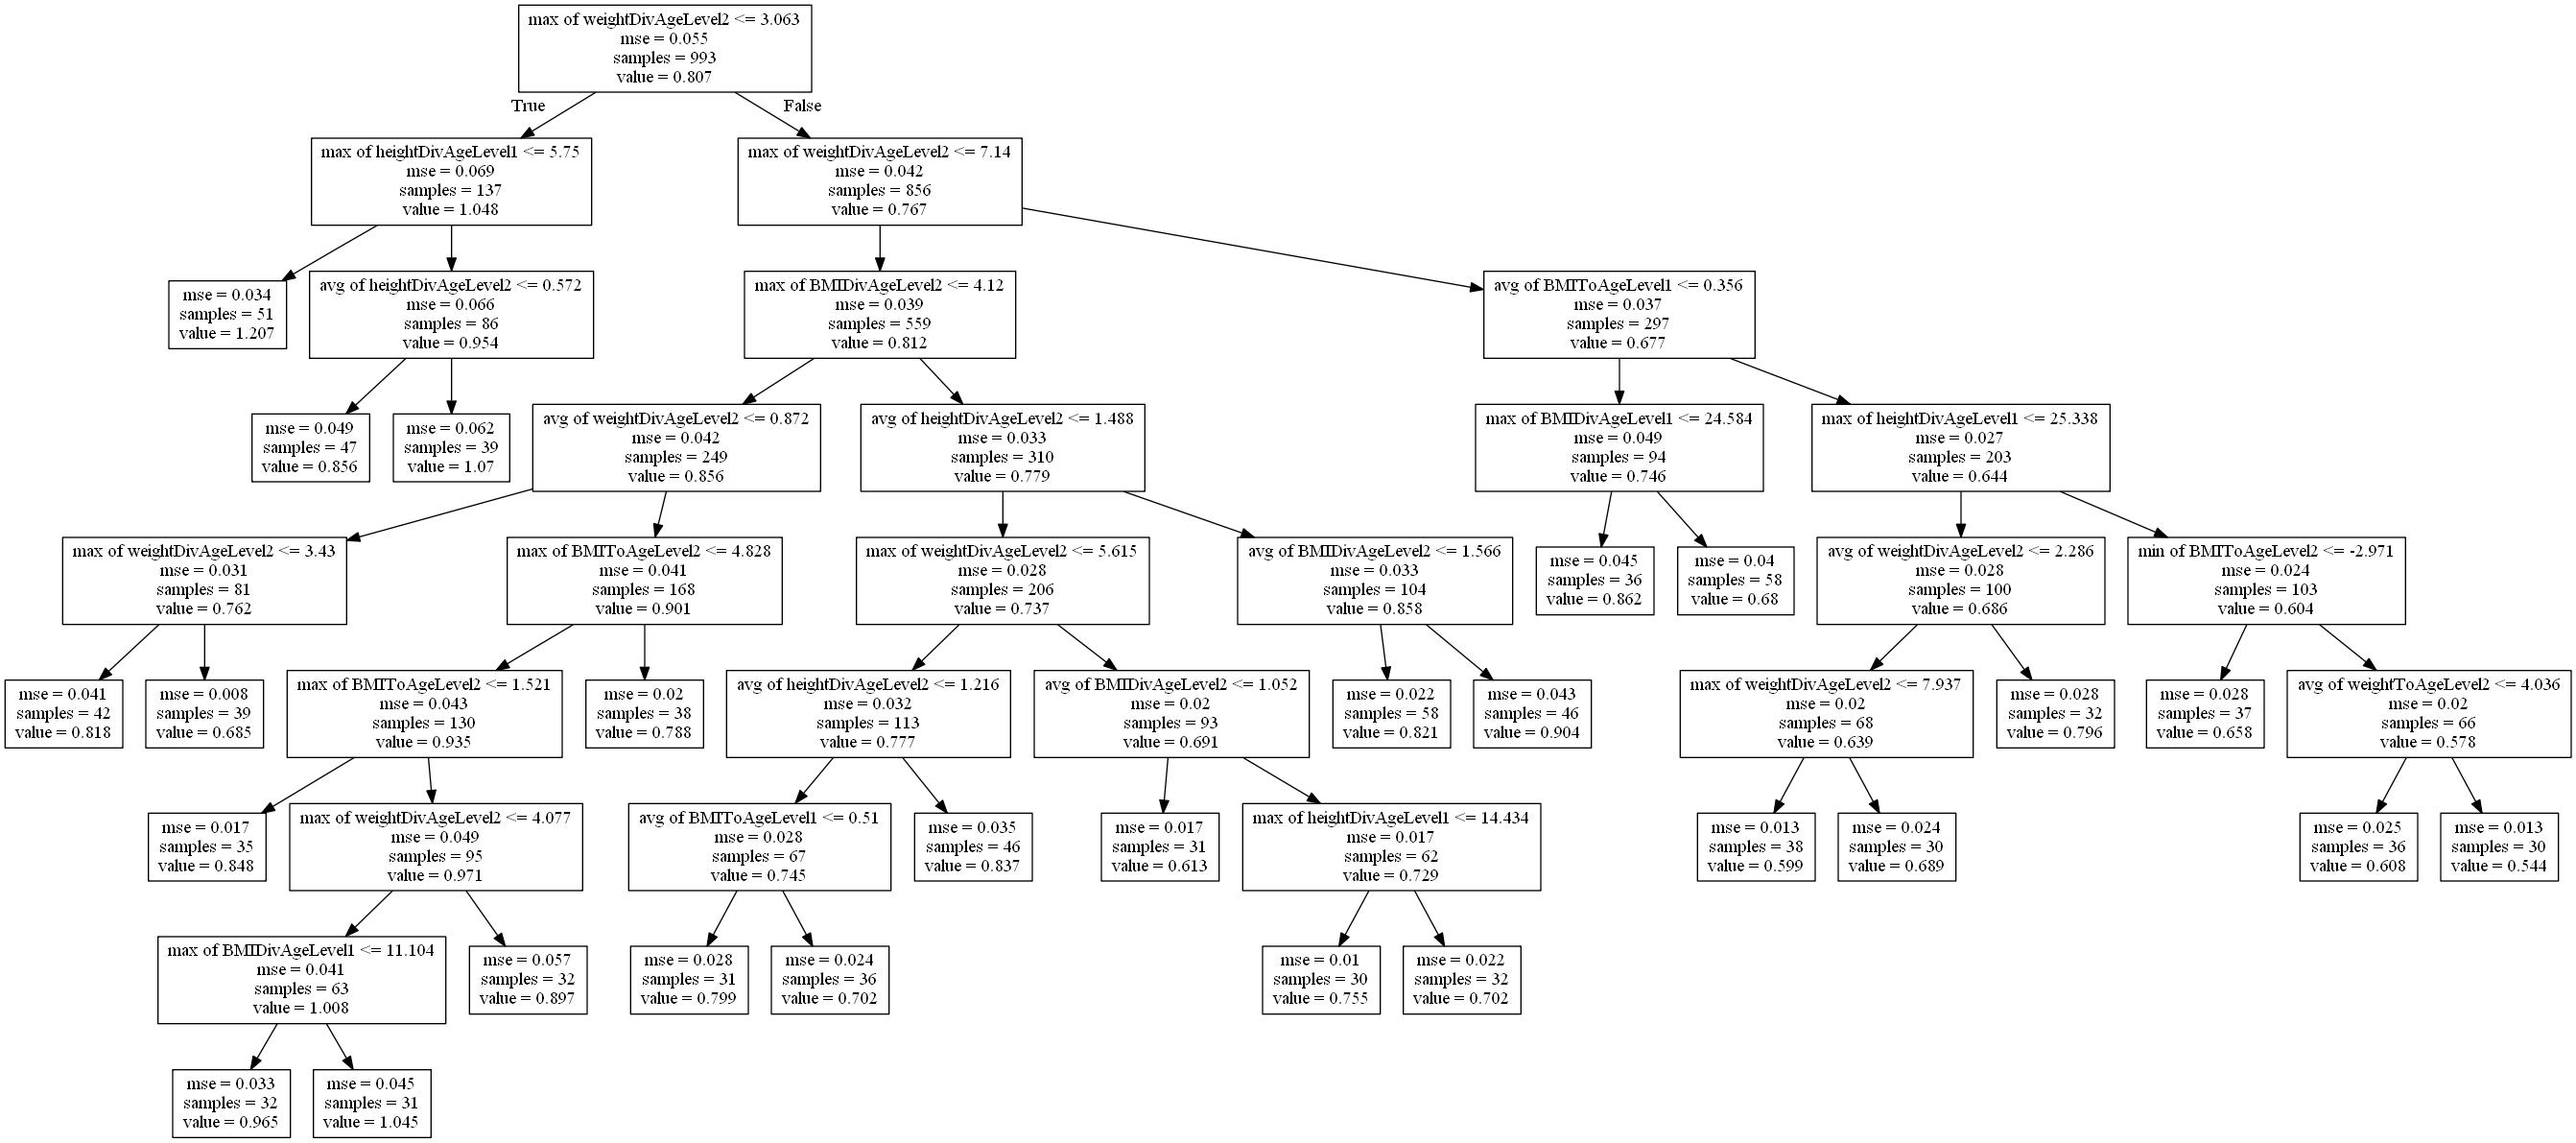 max of weightDivAgeLevel2 <= 3.063
mse = 0.055
samples = 993
value = 0.807
True
False
max of heightDivAgeLevel1 <= 5.75
mse = 0.069
samples = 137
value = 1.048
max of weightDivAgeLevel2 <= 7.14
mse = 0.042
samples = 856
value = 0.767
mse = 0.034
samples = 51
value = 1.207
avg of heightDivAgeLevel2 <= 0.572
mse = 0.066
samples = 86
value = 0.954
max of BMIDivAgeLevel2 <= 4.12
mse = 0.039
samples = 559
value = 0.812
avg of BMIToAgeLevel1 <= 0.356
mse = 0.037
samples = 297
value = 0.677
mse = 0.049
samples = 47
value = 0.856
mse = 0.062
samples = 39
value = 1.07
avg of weightDivAgeLevel2 <= 0.872
mse = 0.042
samples = 249
value = 0.856
avg of heightDivAgeLevel2 <= 1.488
mse = 0.033
samples = 310
value = 0.779
max of BMIDivAgeLevel1 <= 24.584
mse = 0.049
samples = 94
value = 0.746
max of heightDivAgeLevel1 <= 25.338
mse = 0.027
samples = 203
value = 0.644
max of weightDivAgeLevel2 <= 3.43
mse = 0.031
samples = 81
value = 0.762
max of BMIToAgeLevel2 <= 4.828
mse = 0.041
samples = 168
value = 0.901
max of weightDivAgeLevel2 <= 5.615
mse = 0.028
samples = 206
value = 0.737
avg of BMIDivAgeLevel2 <= 1.566
mse = 0.033
samples = 104
value = 0.858
mse = 0.045
samples = 36
value = 0.862
mse = 0.04
samples = 58
value = 0.68
avg of weightDivAgeLevel2 <= 2.286
mse = 0.028
samples = 100
value = 0.686
min of BMIToAgeLevel2 <= -2.971
mse = 0.024
samples = 103
value = 0.604
mse = 0.041
samples = 42
value = 0.818
mse = 0.008
samples = 39
value = 0.685
max of BMIToAgeLevel2 <= 1.521
mse = 0.043
samples = 130
value = 0.935
mse = 0.02
samples = 38
value = 0.788
avg of heightDivAgeLevel2 <= 1.216
mse = 0.032
samples = 113
value = 0.777
avg of BMIDivAgeLevel2 <= 1.052
mse = 0.02
samples = 93
value = 0.691
mse = 0.022
samples = 58
value = 0.821
mse = 0.043
samples = 46
value = 0.904
max of weightDivAgeLevel2 <= 7.937
mse = 0.02
samples = 68
value = 0.639
mse = 0.028
samples = 32
value = 0.796
mse = 0.028
samples = 37
value = 0.658
avg of weightToAgeLevel2 <= 4.036
mse = 0.02
samples = 66
value = 0.578
mse = 0.017
samples = 35
value = 0.848
max of weightDivAgeLevel2 <= 4.077
mse = 0.049
samples = 95
value = 0.971
avg of BMIToAgeLevel1 <= 0.51
mse = 0.028
samples = 67
value = 0.745
mse = 0.035
samples = 46
value = 0.837
mse = 0.017
samples = 31
value = 0.613
max of heightDivAgeLevel1 <= 14.434
mse = 0.017
samples = 62
value = 0.729
mse = 0.013
samples = 38
value = 0.599
mse = 0.024
samples = 30
value = 0.689
mse = 0.025
samples = 36
value = 0.608
mse = 0.013
samples = 30
value = 0.544
max of BMIDivAgeLevel1 <= 11.104
mse = 0.041
samples = 63
value = 1.008
mse = 0.057
samples = 32
value = 0.897
mse = 0.028
samples = 31
value = 0.799
mse = 0.024
samples = 36
value = 0.702
mse = 0.01
samples = 30
value = 0.755
mse = 0.022
samples = 32
value = 0.702
mse = 0.033
samples = 32
value = 0.965
mse = 0.045
samples = 31
value = 1.045